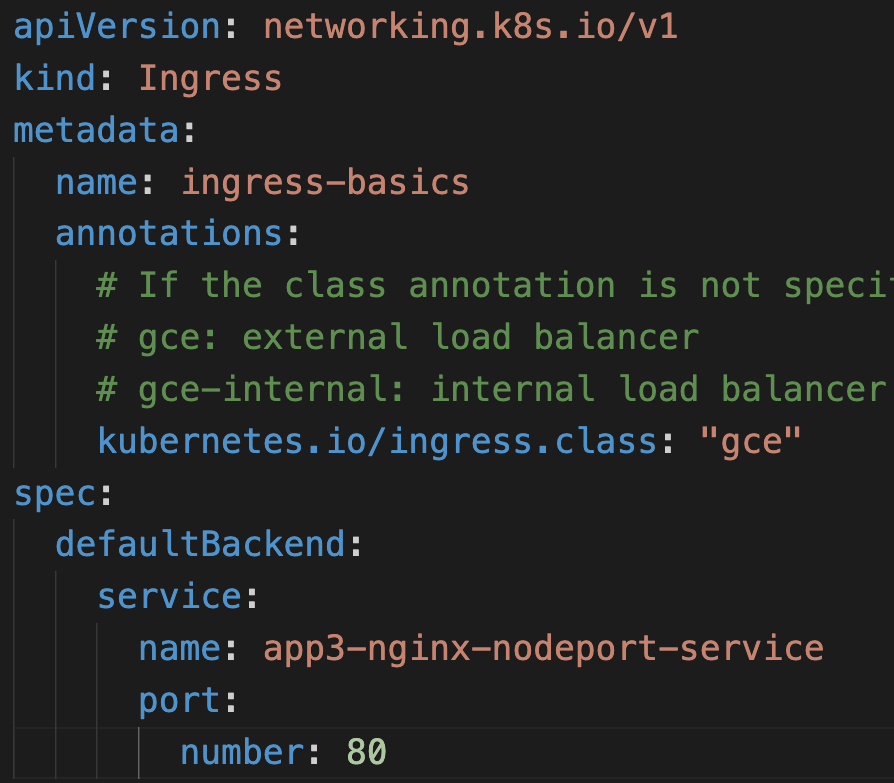 apiVersion: networking.k8s.io/v1
kind: Ingress
metadata:
  name: ingress-basics
  annotations:
    # If the class annotation is not
    # gce: external load balancer
    # gce-internal: internal load balancer
    kubernetes.io/ingress.class: "gce"
spec:
  defaultBackend:
    service:
      name: app3-nginx-nodeport-service
      port:
        number: 80